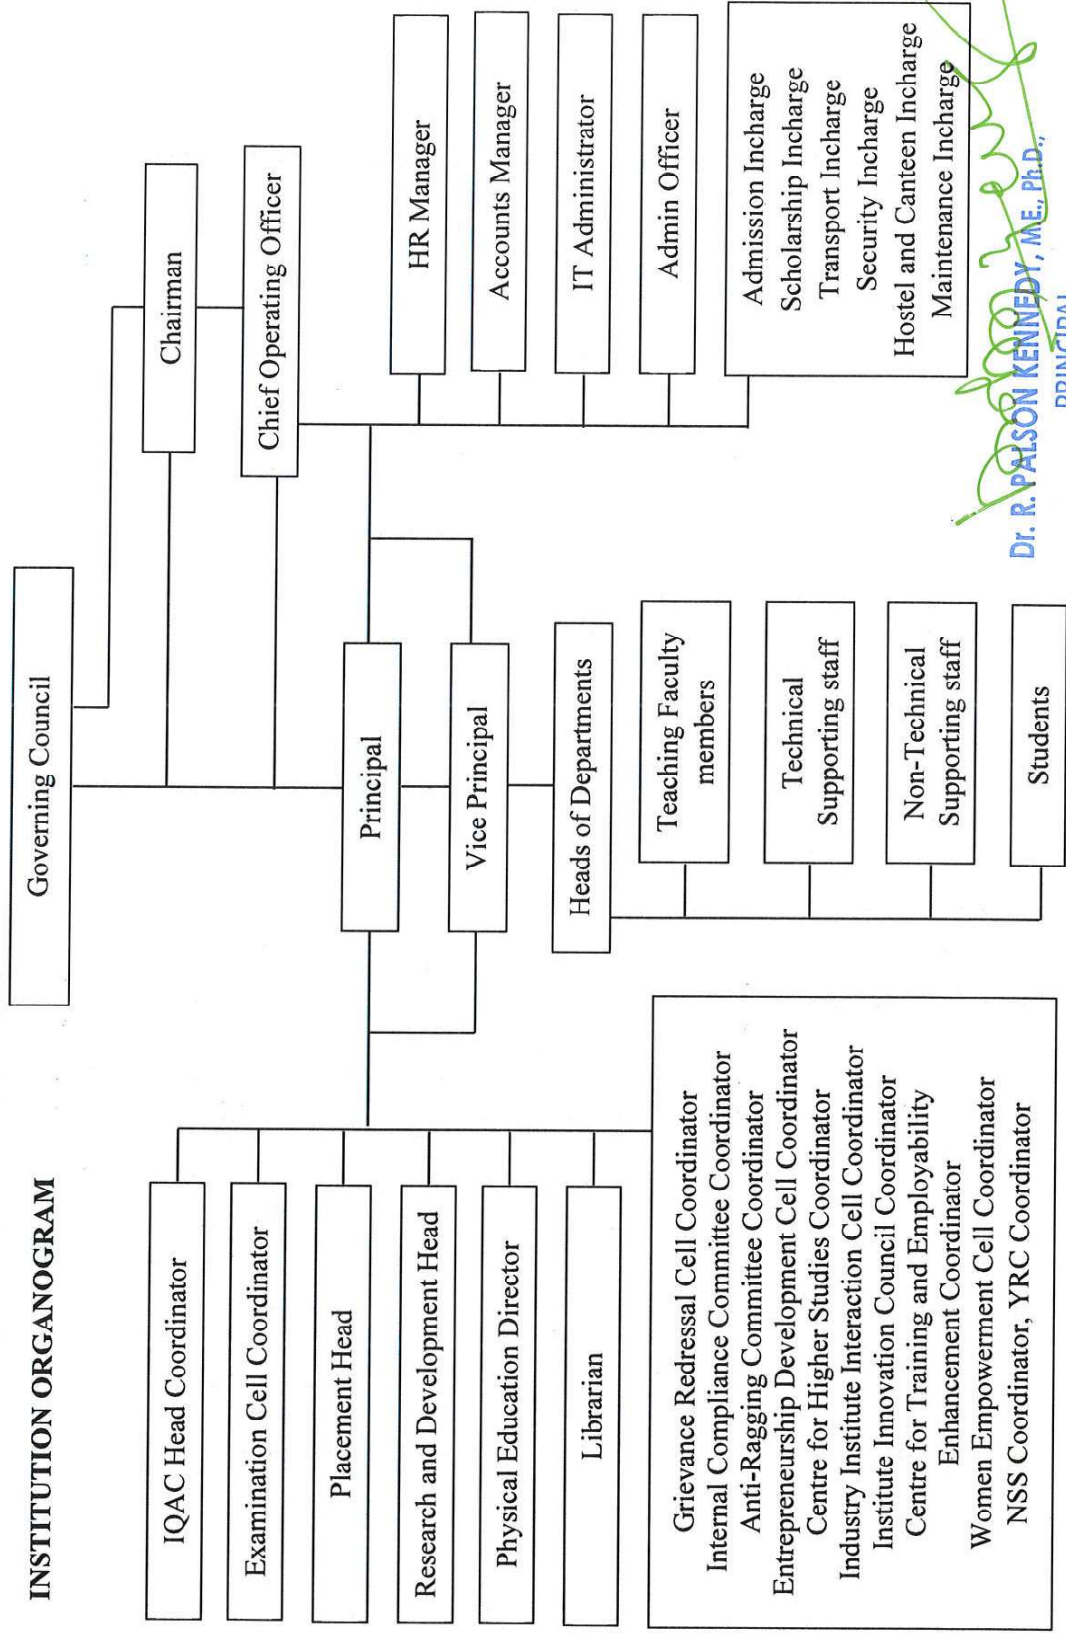 INSTITUTION ORGANOGRAM
Governing Council
Chairman
Chief Operating Officer
Principal
Vice Principal
Heads of Departments
Teaching Faculty
members
Technical
Supporting staff
Non-Technical
Supporting staff
Students
IQAC Head Coordinator
Examination Cell Coordinator
Placement Head
Research and Development Head
Physical Education Director
Librarian
Grievance Redressal Cell Coordinator
Internal Compliance Committee Coordinator
Anti-Ragging Committee Coordinator
Entrepreneurship Development Cell Coordinator
Centre for Higher Studies Coordinator
Industry Institute Interaction Cell Coordinator
Institute Innovation Council Coordinator
Centre for Training and Employability
Enhancement Coordinator
Women Empowerment Cell Coordinator
NSS Coordinator, YRC Coordinator
HR Manager
Accounts Manager
IT Administrator
Admin Officer
Admission Incharge
Scholarship Incharge
Transport Incharge
Security Incharge
Hostel and Canteen Incharge
Maintenance Incharge
Dr. R. PALSON KENNEDY, M.E., Ph.D.,
PRINCIPAL